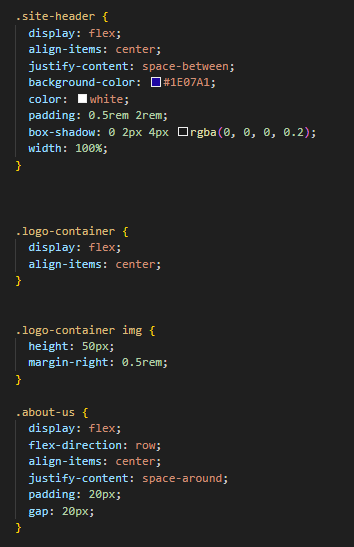 .site-header {
display: flex;
align-items: center;
justify-content: space-between;
background-color: #1E07A1;
color: white;
padding: 0.5rem 2rem;
box-shadow: 0 2px 4px rgba(0, 0, 0, 0.2);
width: 100%;
}
.logo-container {
display: flex;
align-items: center;
}
.logo-container img {
height: 50px;
margin-right: 0.5rem;
}
.about-us {
display: flex;
flex-direction: row;
align-items: center;
justify-content: space-around;
padding: 20px;
gap: 20px;
}